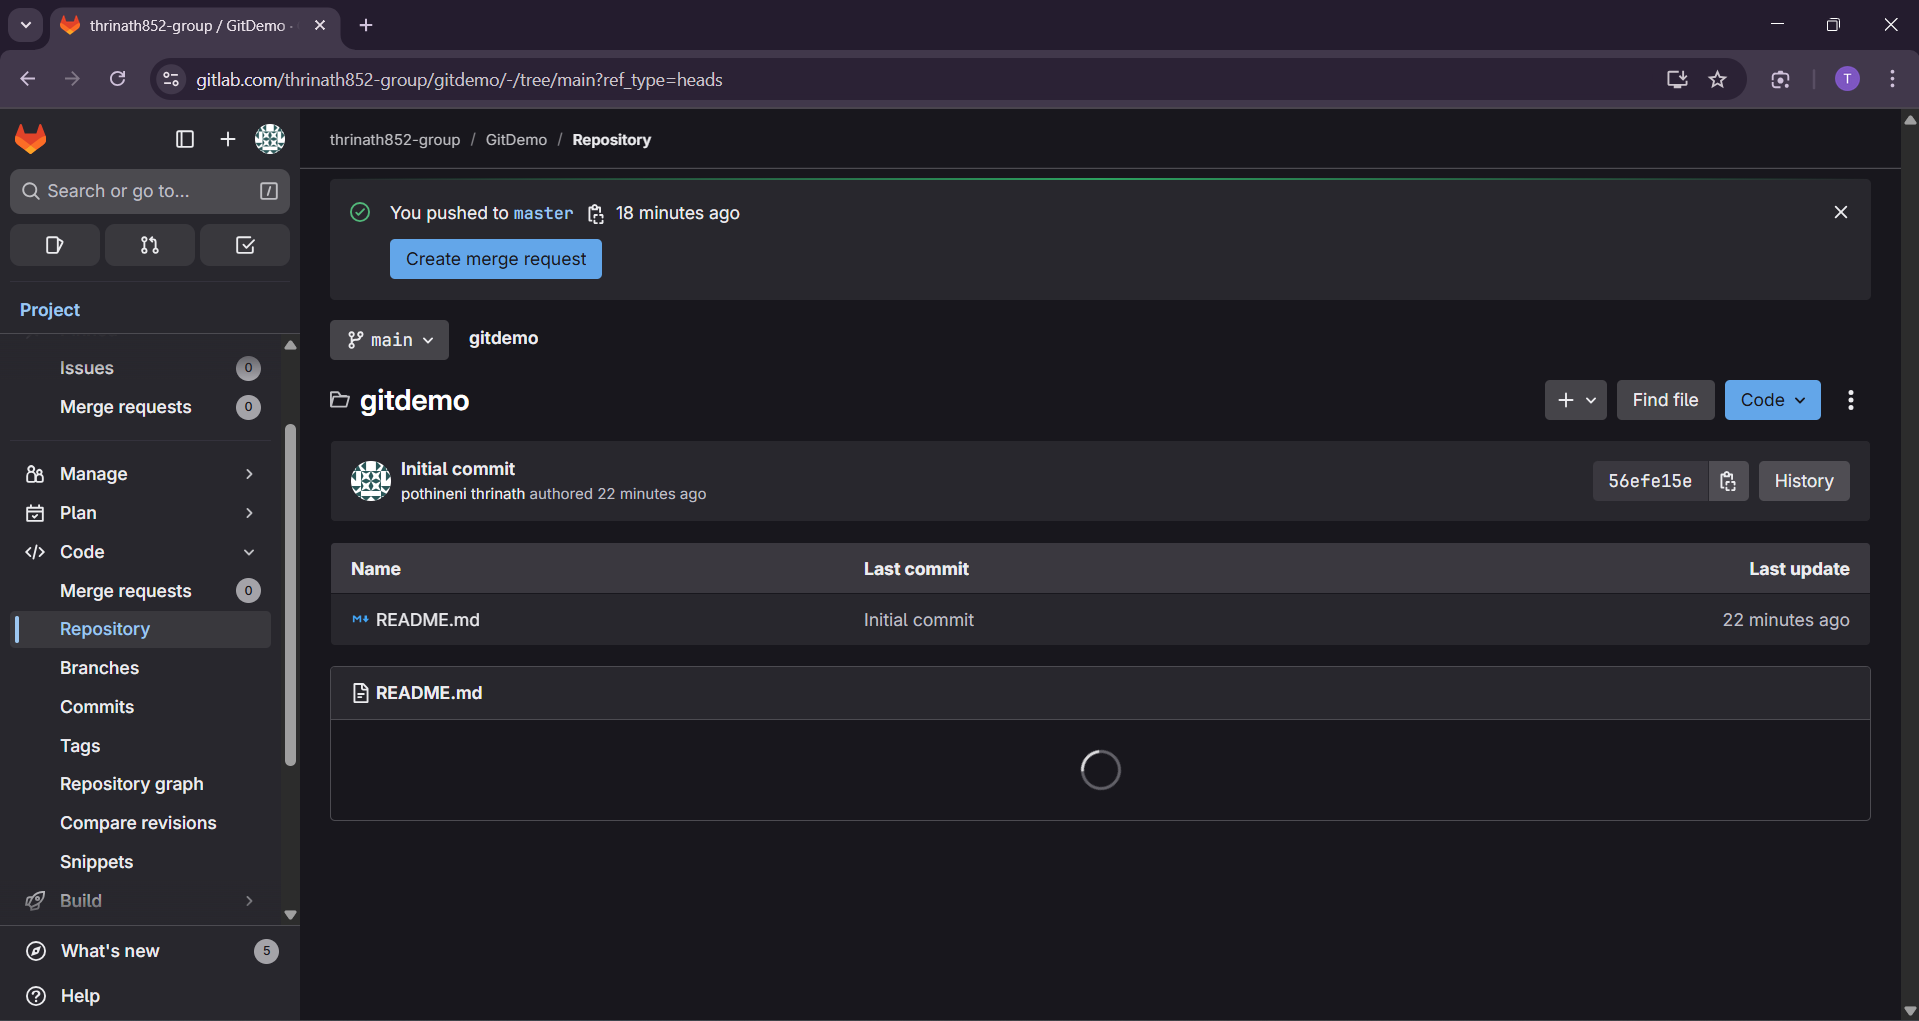 thrinath852-group / GitDemo ·
gitlab.com/thrinath852-group/gitdemo/-/tree/main?ref_type=heads
T
Search or go to...
/
Project
Issues
0
Merge requests
0
Manage
Plan
Code
Merge requests
0
Repository
Branches
Commits
Tags
Repository graph
Compare revisions
Snippets
Build
What's new
5
Help
thrinath852-group / GitDemo / Repository
You pushed to master 18 minutes ago
Create merge request
main
gitdemo
gitdemo
Find file
Code
Initial commit
pothineni thrinath authored 22 minutes ago
56efe15e
History
Name Last commit Last update
README.md Initial commit 22 minutes ago
README.md